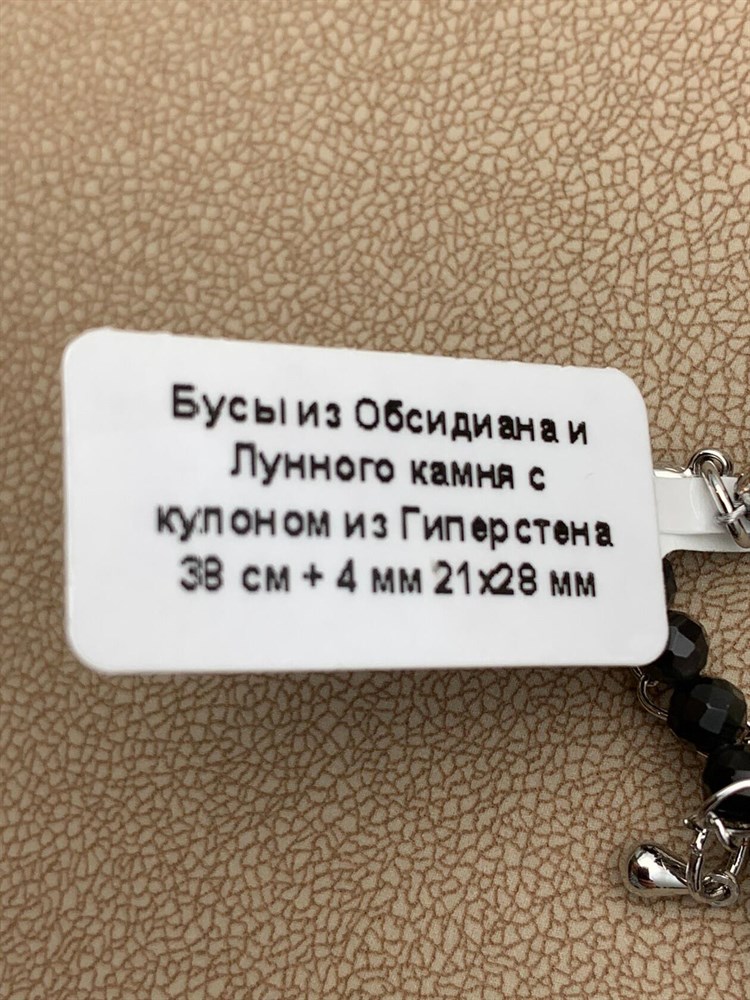 Бусы из Обсидиана и
Лунного камня с
кулоном из Гиперстена
38 см + 4 мм 21х28 мм